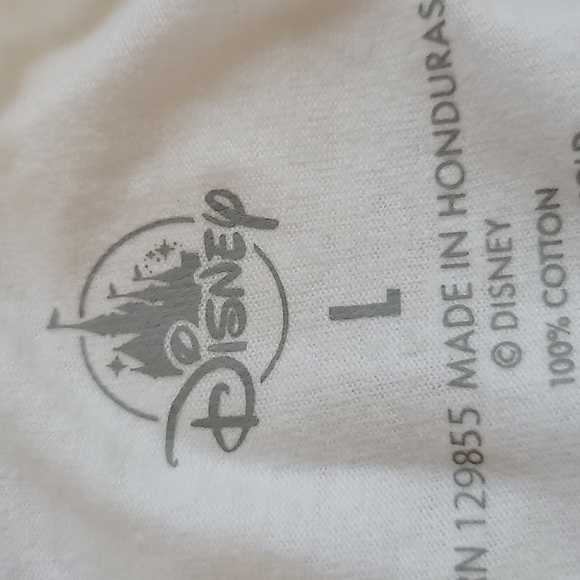 DISNEY
L
RN 129855 MADE IN HONDURAS
© DISNEY
100% COTTON